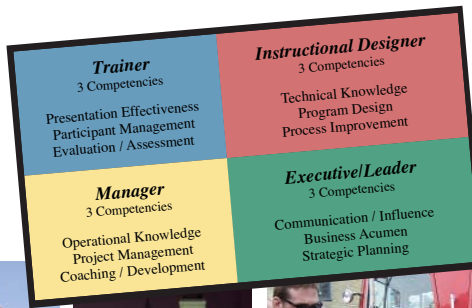 Trainer
3 Competencies
Presentation Effectiveness
Participant Management
Evaluation / Assessment
Instructional Designer
3 Competencies
Technical Knowledge
Program Design
Process Improvement
Manager
3 Competencies
Operational Knowledge
Project Management
Coaching / Development
Executive/Leader
3 Competencies
Communication / Influence
Business Acumen
Strategic Planning